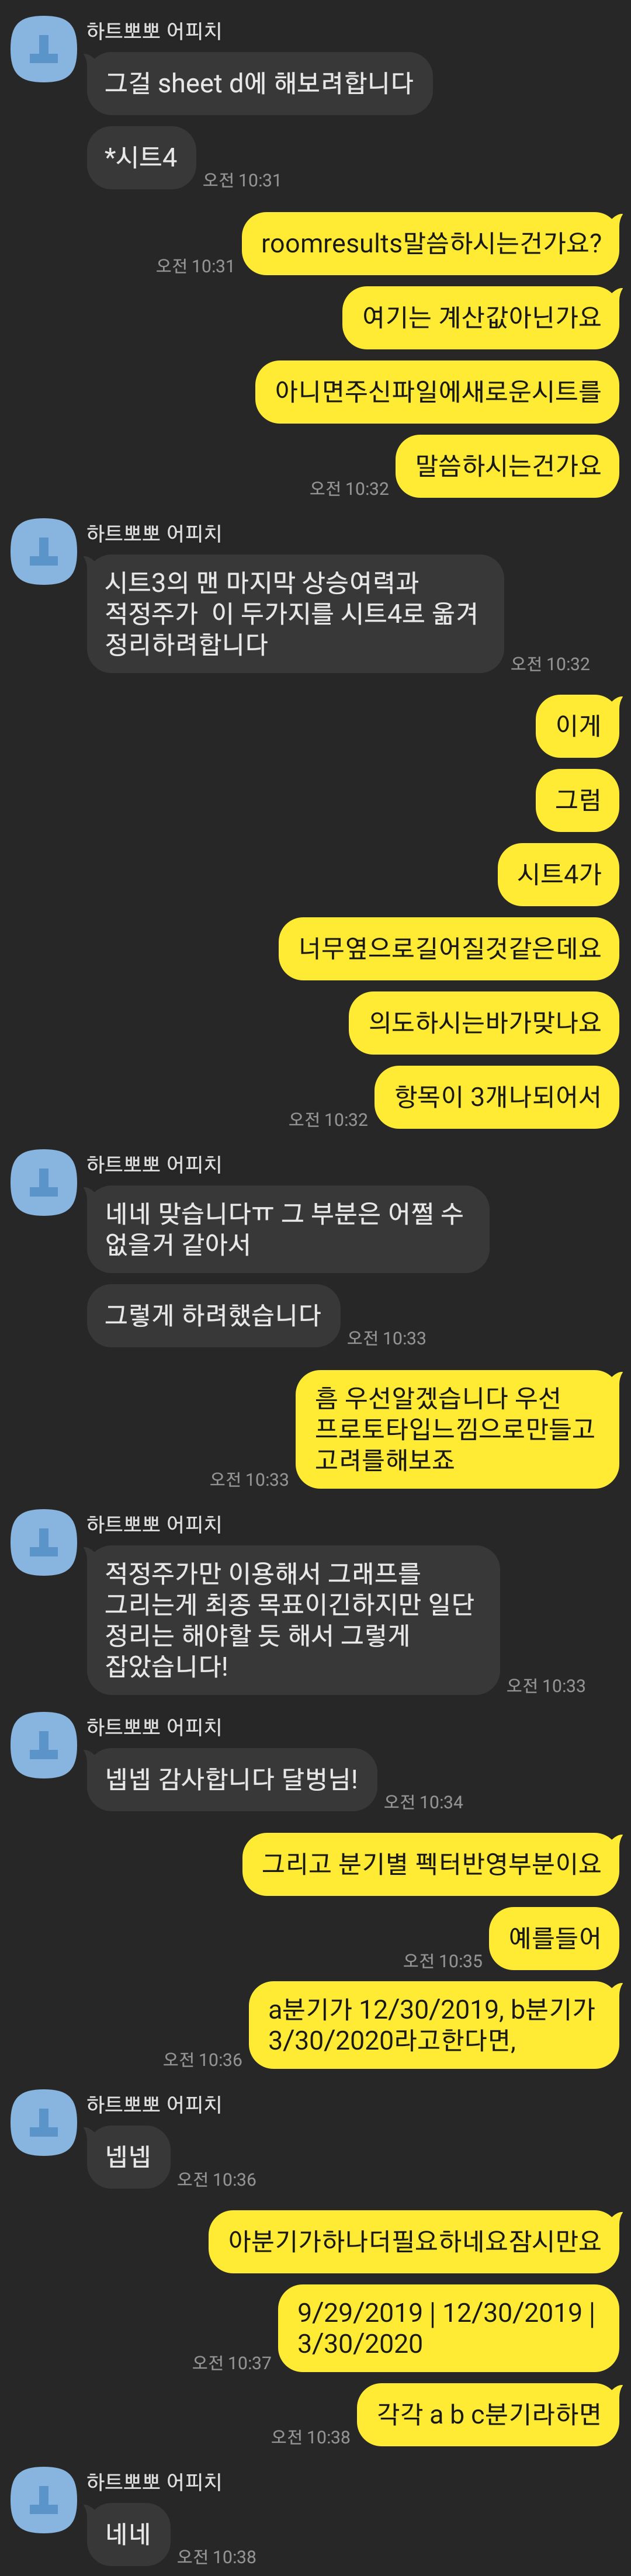 하트뽀뽀 어피치
그걸 sheet d에 해보려합니다
*시트4
오전 10:31
roomresults말씀하시는건가요?
오전 10:31
여기는 계산값아닌가요
아니면주신파일에새로운시트를
말씀하시는건가요
오전 10:32
하트뽀뽀 어피치
시트3의 맨 마지막 상승여력과
적정주가  이 두가지를 시트4로 옮겨
정리하려합니다
오전 10:32
이게
그럼
시트4가
너무옆으로길어질것같은데요
의도하시는바가맞나요
항목이 3개나되어서
오전 10:32
하트뽀뽀 어피치
네네 맞습니다ㅠ 그 부분은 어쩔 수
없을거 같아서
그렇게 하려했습니다
오전 10:33
흠 우선알겠습니다 우선
프로토타입느낌으로만들고
고려를해보죠
오전 10:33
하트뽀뽀 어피치
적정주가만 이용해서 그래프를
그리는게 최종 목표이긴하지만 일단
정리는 해야할 듯 해서 그렇게
잡았습니다!
오전 10:33
하트뽀뽀 어피치
넵넵 감사합니다 달벙님!
오전 10:34
그리고 분기별 펙터반영부분이요
예를들어
오전 10:35
a분기가 12/30/2019, b분기가
3/30/2020라고한다면,
오전 10:36
하트뽀뽀 어피치
넵넵
오전 10:36
아분기가하나더필요하네요잠시만요
9/29/2019 | 12/30/2019 |
3/30/2020
오전 10:37
각각 a b c분기라하면
오전 10:38
하트뽀뽀 어피치
네네
오전 10:38